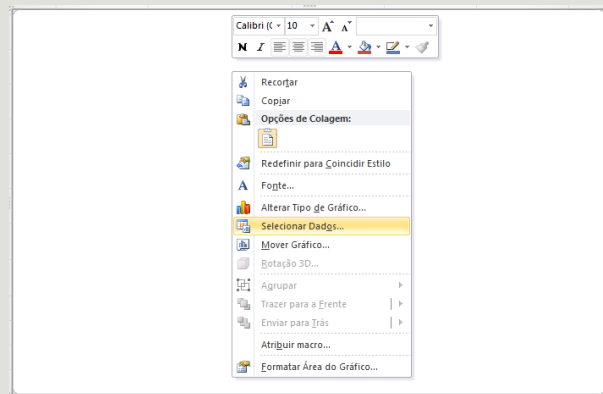 Calibri (( 10 A A
N I A
Recortar
Copiar
Opções de Colagem:
Redefinir para Coincidir Estilo
A Fonte...
Alterar Tipo de Gráfico...
Selecionar Dados...
Mover Gráfico...
Rotação 3D...
Agrupar
Trazer para a Frente
Enviar para Trás
Atribuir macro...
Formatar Área do Gráfico...